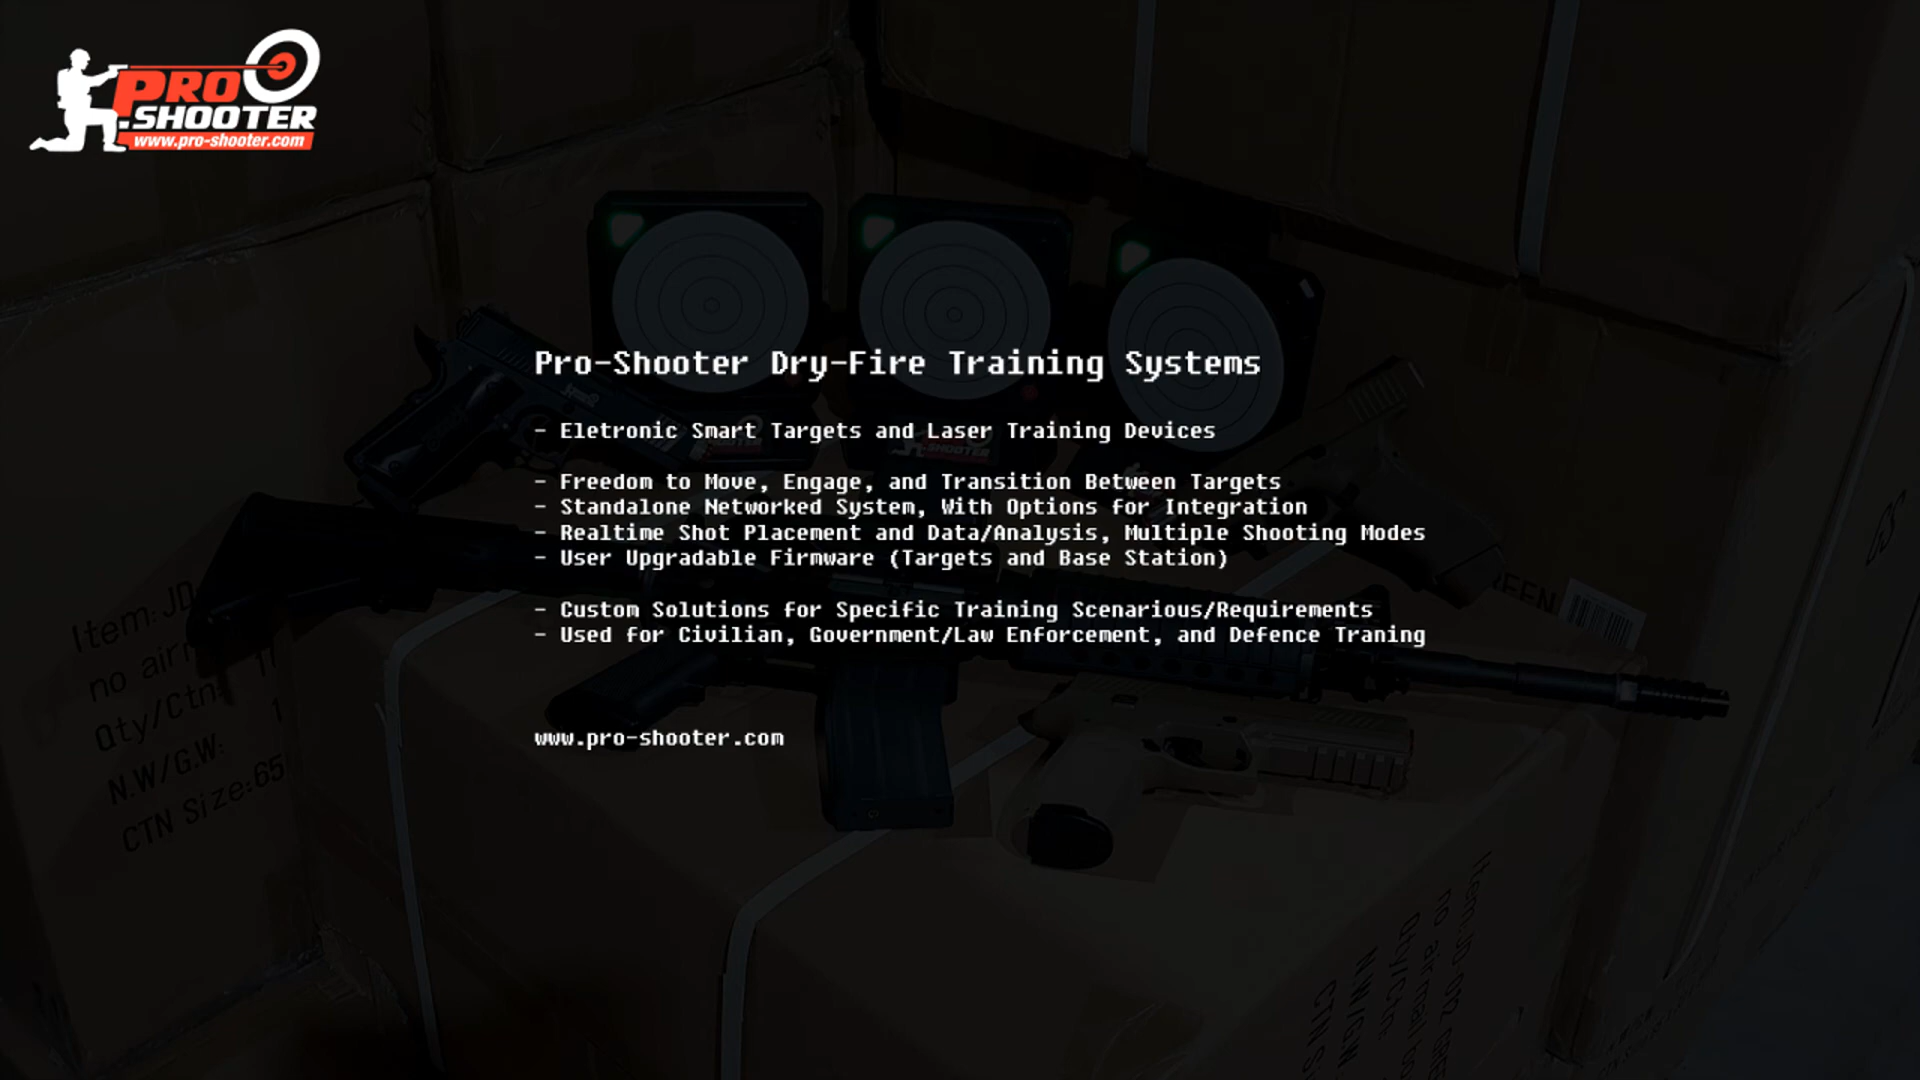 PRO
-SHOOTER
www.pro-shooter.com
Pro-Shooter Dry-Fire Training Systems
- Eletronic Smart Targets and Laser Training Devices
- Freedom to Move, Engage, and Transition Between Targets
- Standalone Networked System, With Options for Integration
- Realtime Shot Placement and Data/Analysis, Multiple Shooting Modes
- User Upgradable Firmware (Targets and Base Station)
- Custom Solutions for Specific Training Scenarious/Requirements
- Used for Civilian, Government/Law Enforcement, and Defence Traning
www.pro-shooter.com
Item:JD
no air
Qty/Ctn:
N.W/G.W:
CTN Size:65